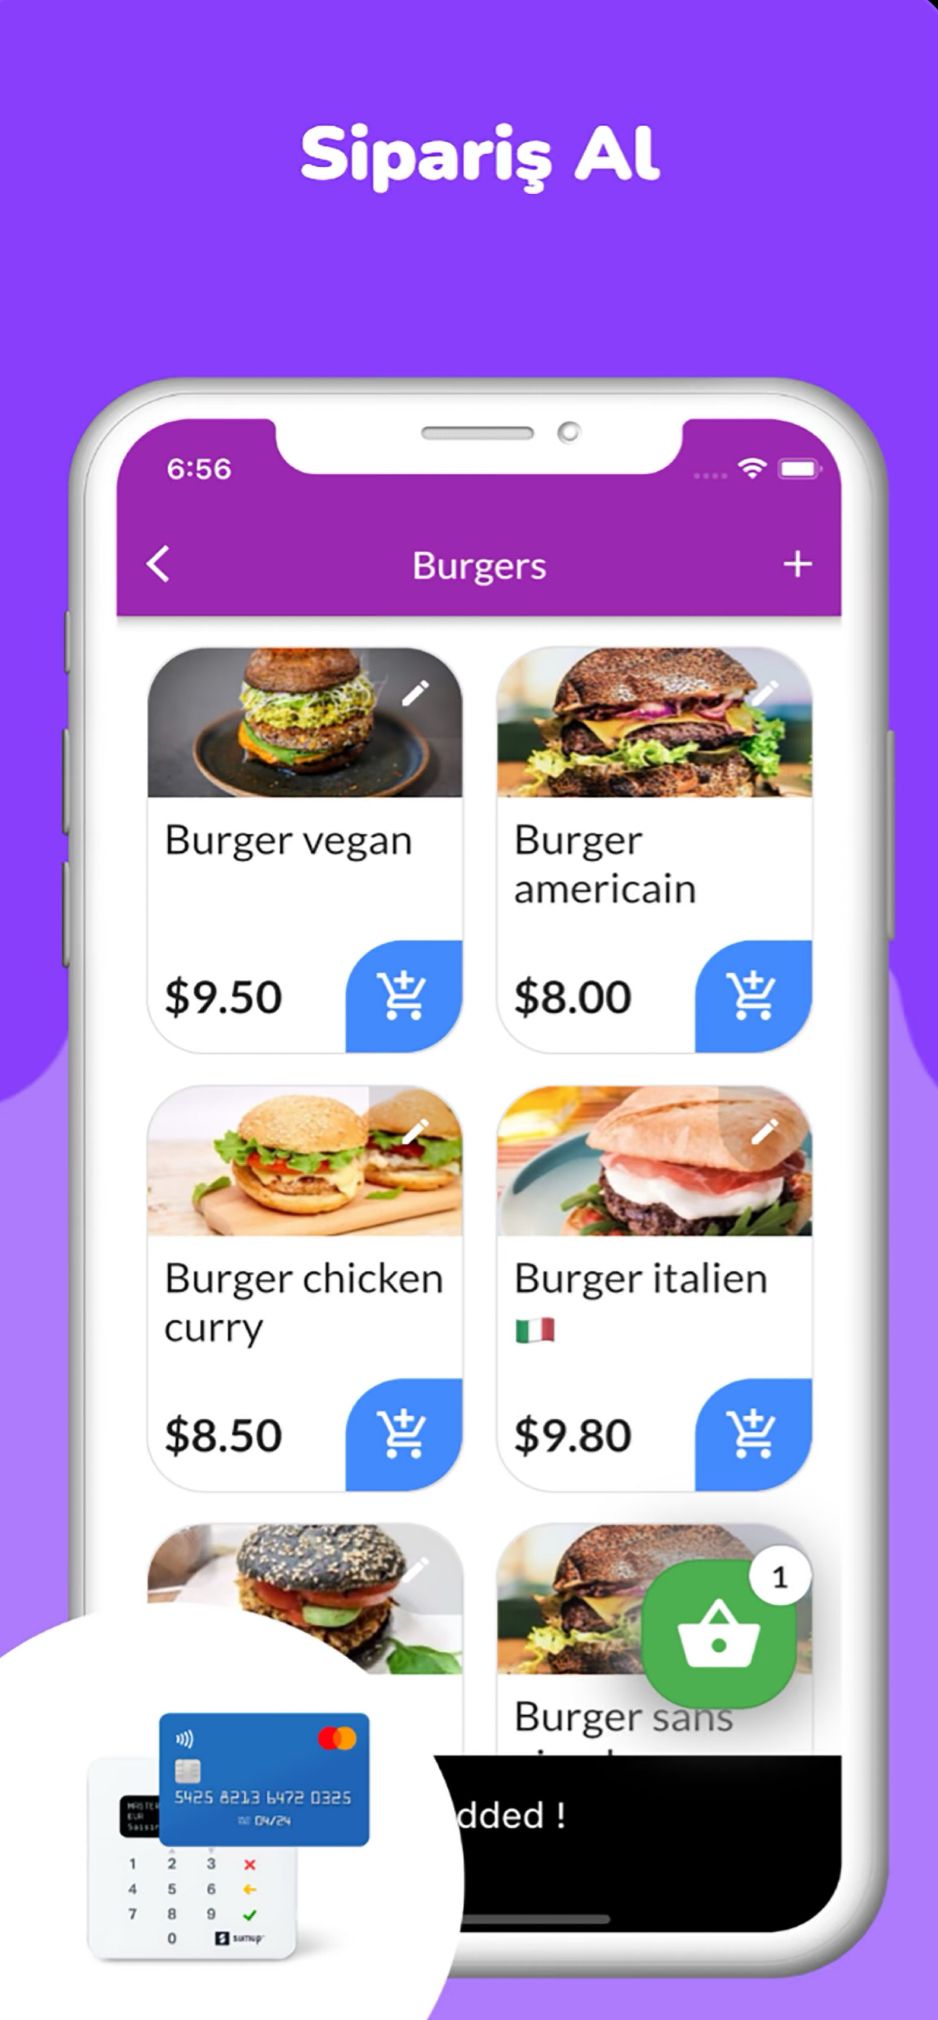 Sipariş Al
6:56
Burgers
Burger vegan
$9.50
Burger
americain
$8.00
Burger chicken
curry
$8.50
Burger italien
$9.80
1
Burger sans
dded !
5425 8213 6472 0325
04/24
MASTE
EUR
1 2 3
4 5 6
7 8 9
0
sumup